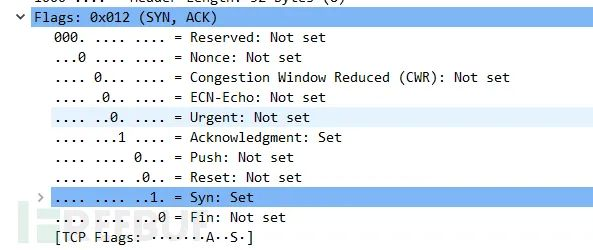 Flags: 0x012 (SYN, ACK)
000. .... .... = Reserved: Not set
...0 .... .... = Nonce: Not set
.... 0... .... = Congestion Window Reduced (CWR): Not set
.... .0.. .... = ECN-Echo: Not set
.... ..0. .... = Urgent: Not set
.... ...1 .... = Acknowledgment: Set
.... .... 0... = Push: Not set
.... .... .0.. = Reset: Not set
.... .... ..1. = Syn: Set
.... .... ...0 = Fin: Not set
[TCP Flags: ·······A··S·]
FREEBUF